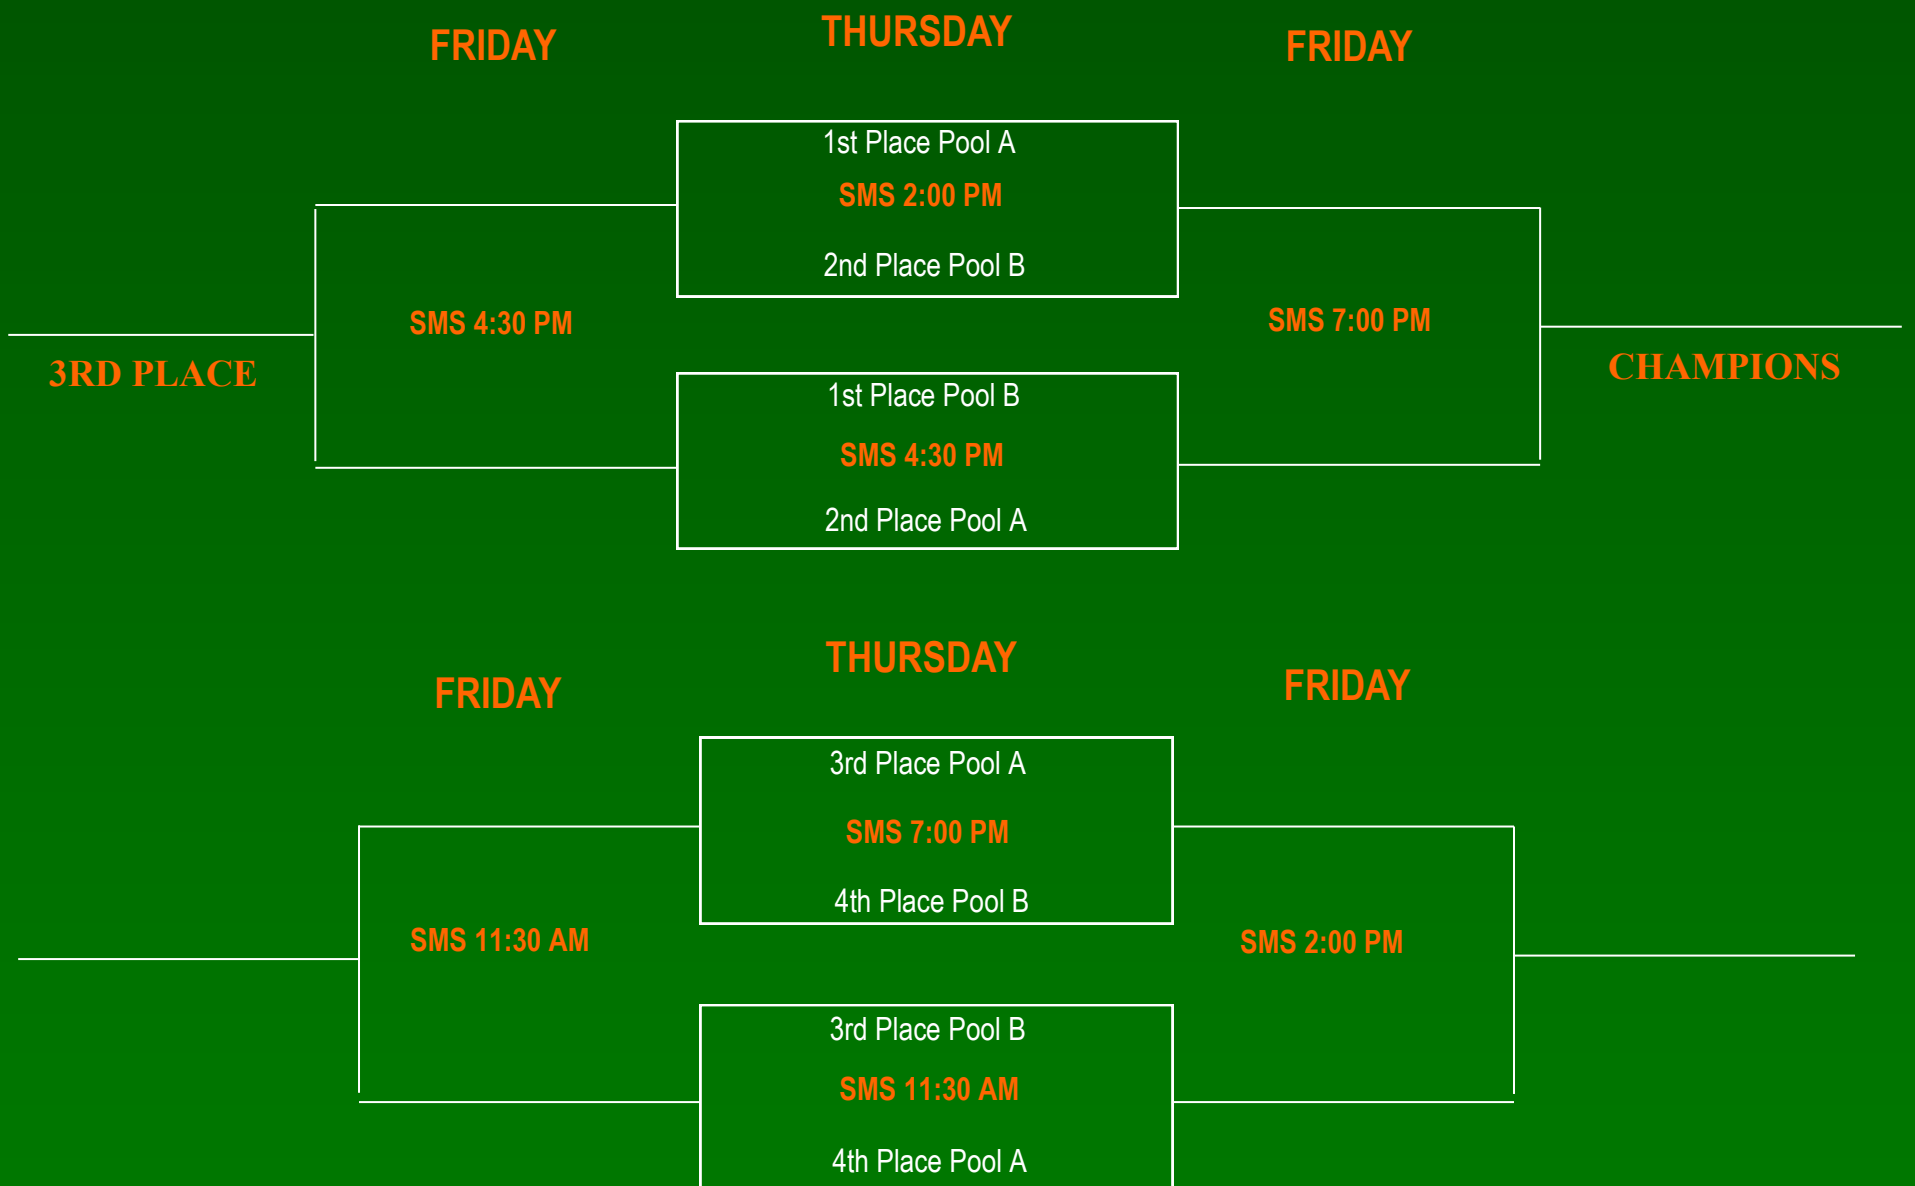 FRIDAY
THURSDAY
FRIDAY
1st Place Pool A
SMS 2:00 PM
2nd Place Pool B
SMS 4:30 PM
SMS 7:00 PM
3RD PLACE
CHAMPIONS
1st Place Pool B
SMS 4:30 PM
2nd Place Pool A
THURSDAY
FRIDAY
FRIDAY
3rd Place Pool A
SMS 7:00 PM
4th Place Pool B
SMS 11:30 AM
SMS 2:00 PM
3rd Place Pool B
SMS 11:30 AM
4th Place Pool A